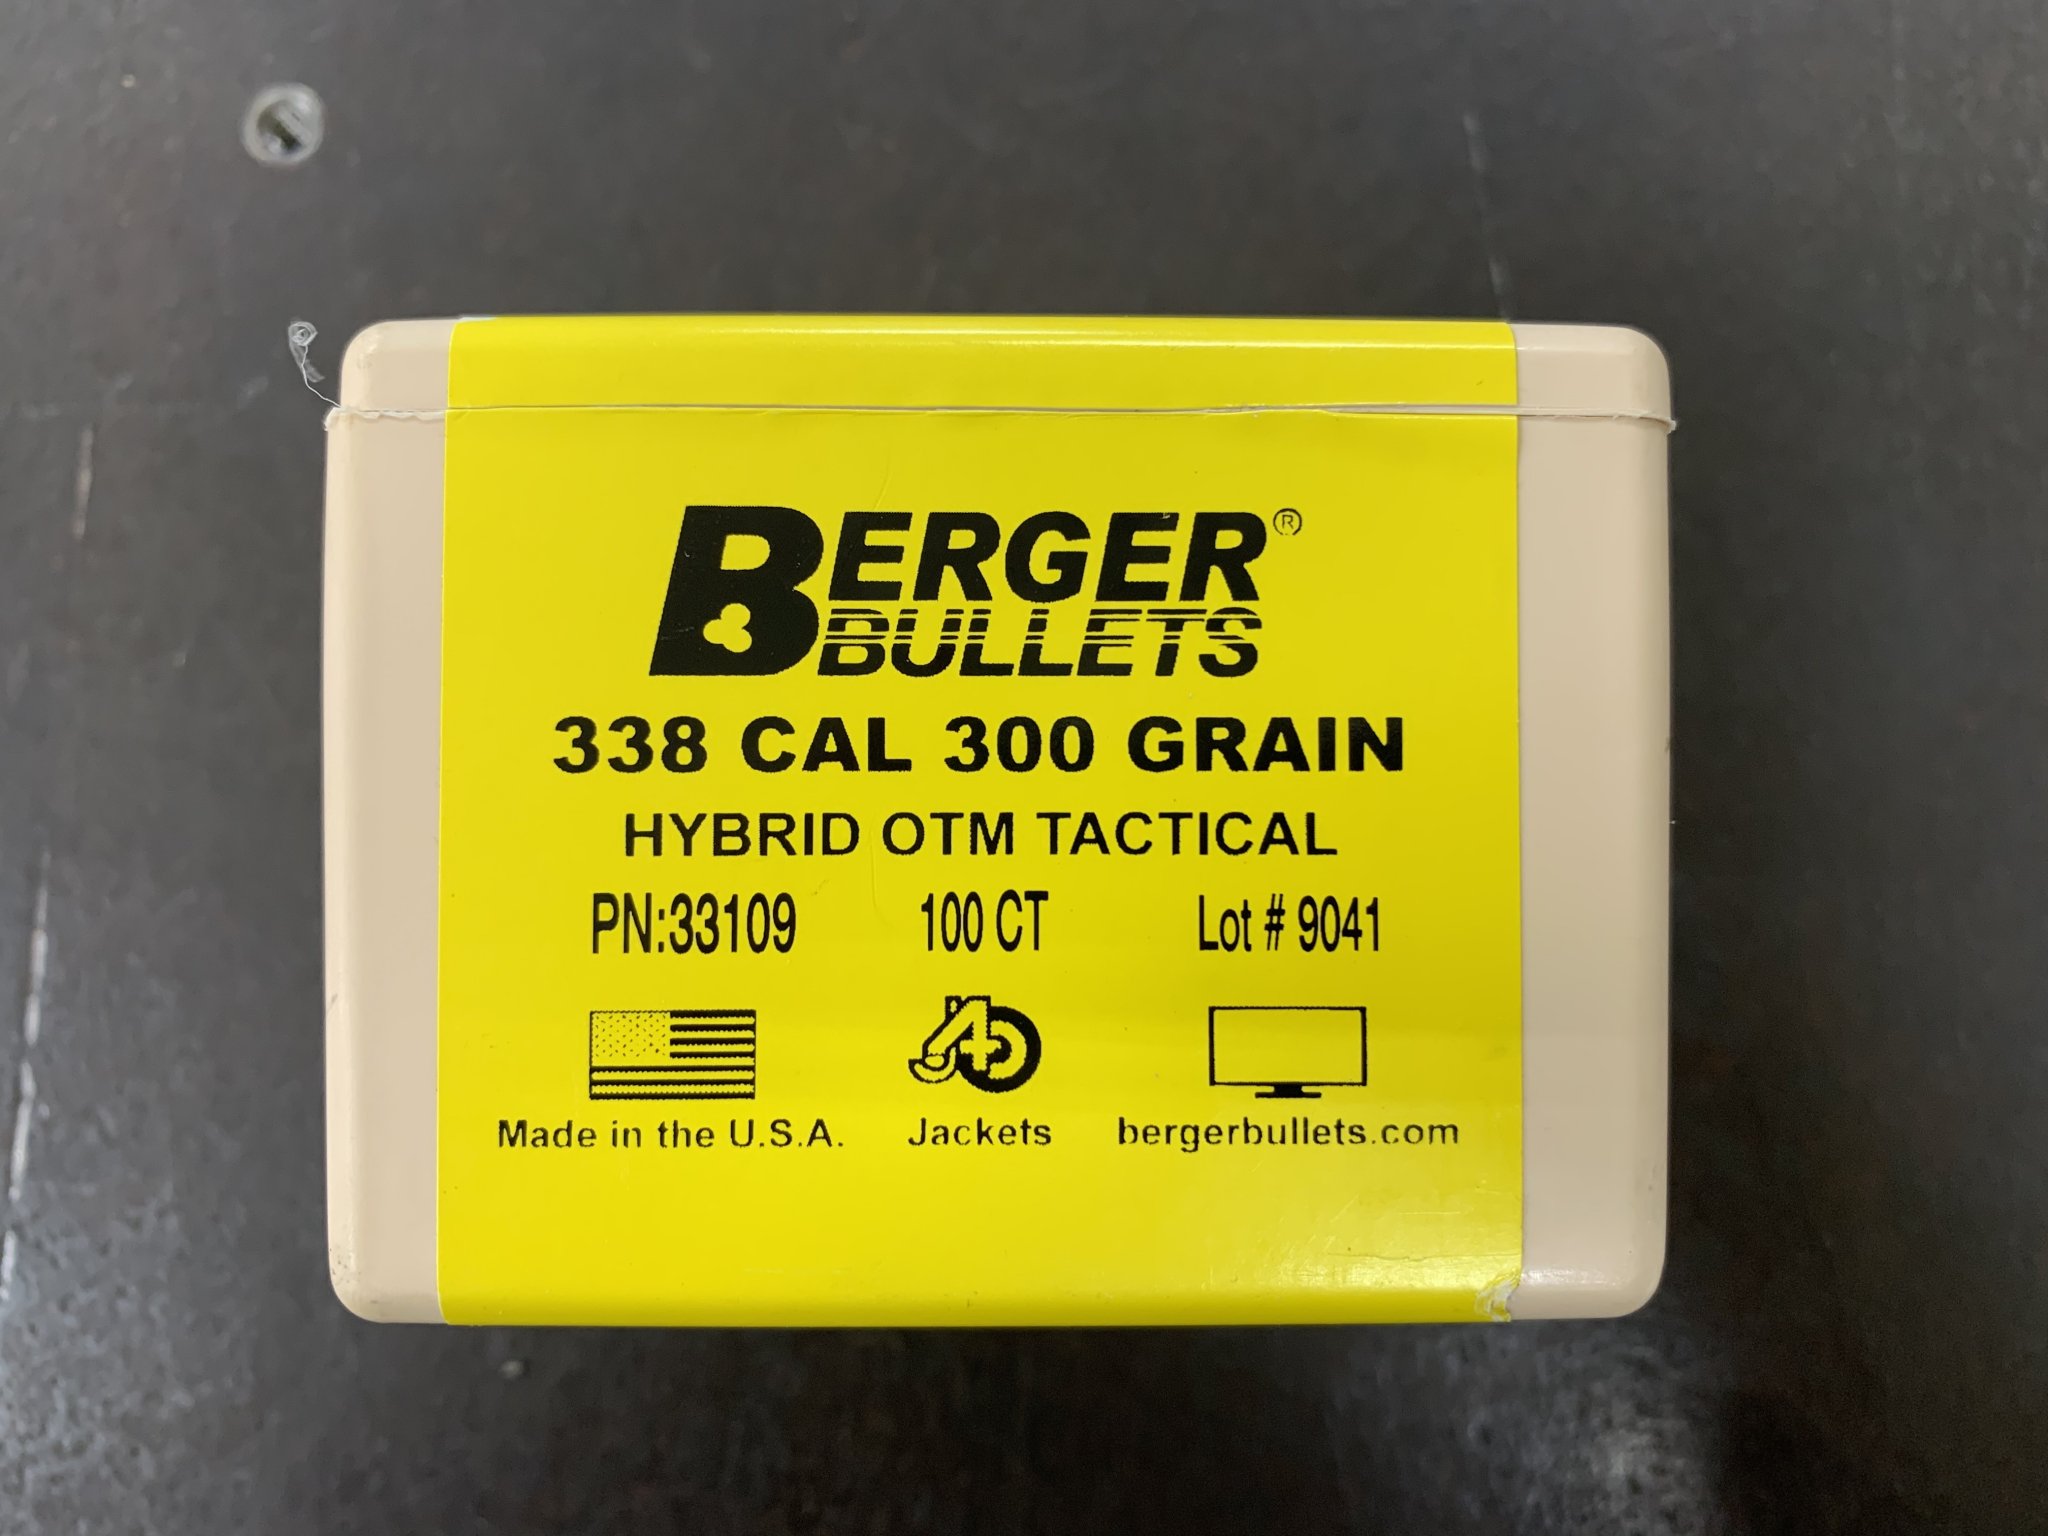 BERGER®
BULLETS
338 CAL 300 GRAIN
HYBRID OTM TACTICAL
PN:33109 100 CT Lot # 9041
J4
Made in the U.S.A. Jackets bergerbullets.com